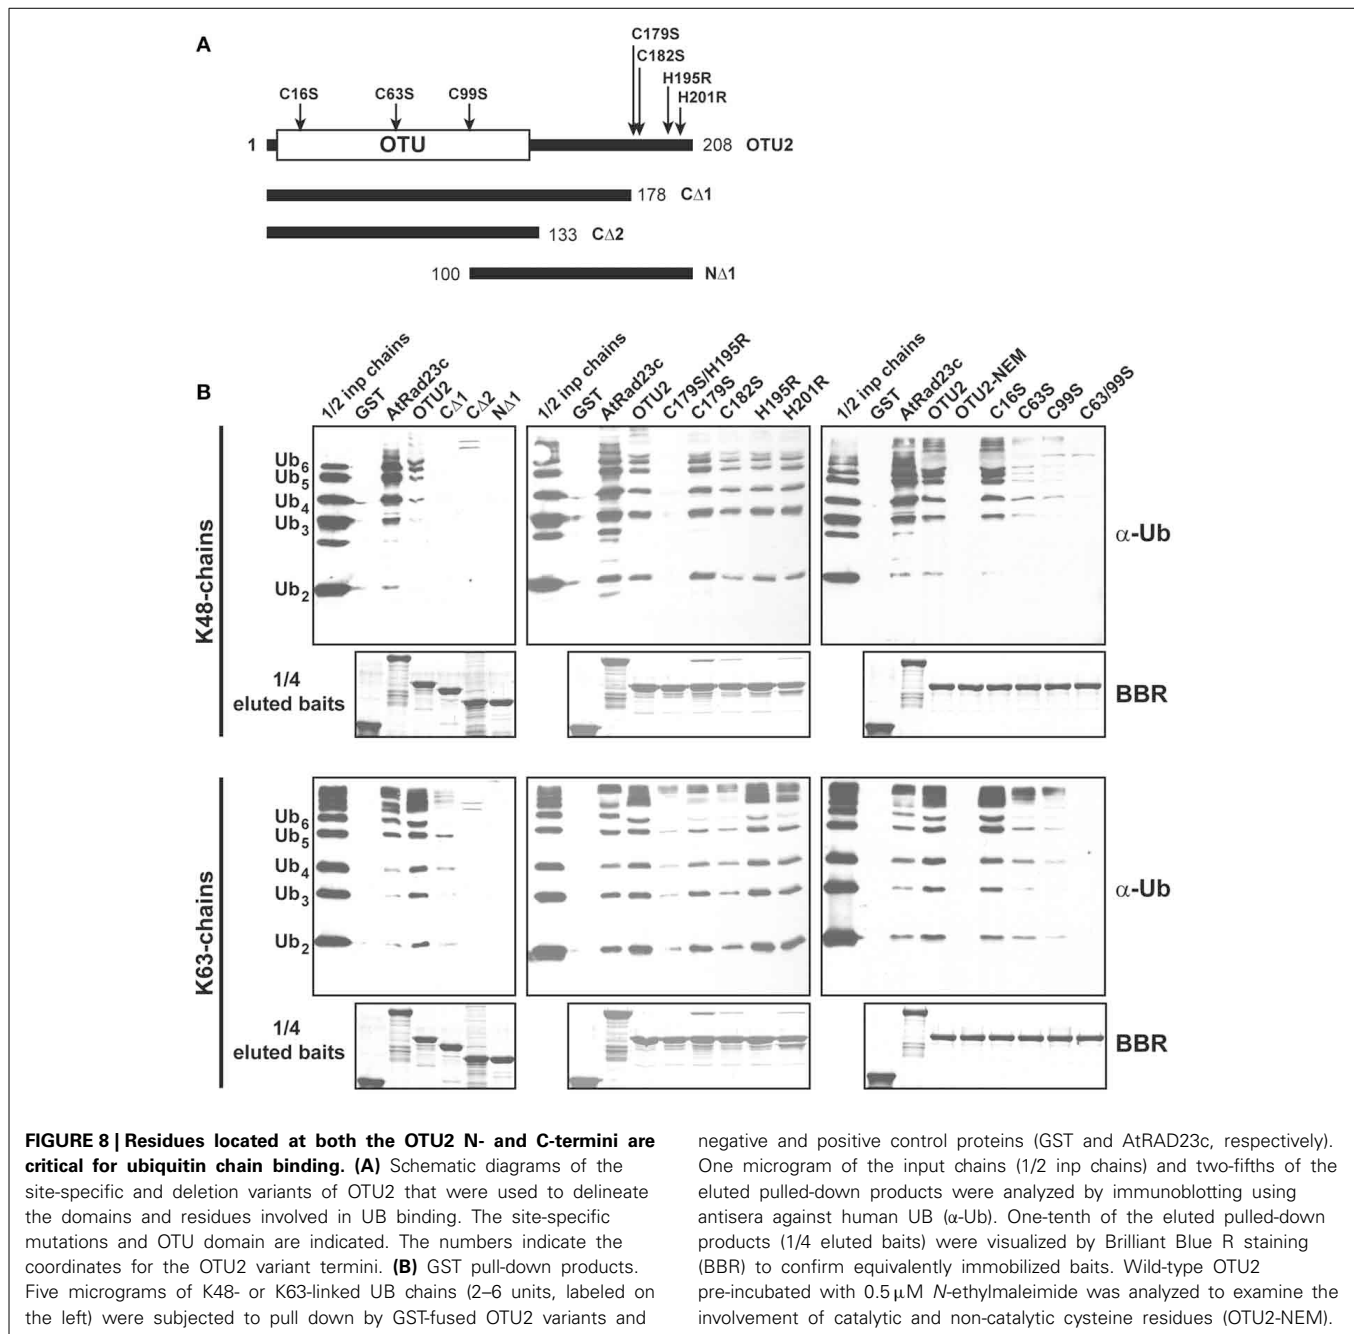 A
C179S
C182S
H195R
H201R
C16S
C63S
C99S
1
OTU
208 OTU2
178 CΔ1
133 CΔ2
100 NΔ1
B
1/2 inp chains
GST
AtRad23c
OTU2
CΔ1
CΔ2
NΔ1
1/2 inp chains
GST
AtRad23c
OTU2
C179S/H195R
C179S
C182S
H195R
H201R
1/2 inp chains
GST
AtRad23c
OTU2
OTU2-NEM
C16S
C63S
C99S
C63/99S
K48-chains
Ub6
Ub5
Ub4
Ub3
Ub2
α-Ub
1/4
eluted baits
BBR
K63-chains
Ub6
Ub5
Ub4
Ub3
Ub2
α-Ub
1/4
eluted baits
BBR
FIGURE 8 | Residues located at both the OTU2 N- and C-termini are
critical for ubiquitin chain binding. (A) Schematic diagrams of the
site-specific and deletion variants of OTU2 that were used to delineate
the domains and residues involved in UB binding. The site-specific
mutations and OTU domain are indicated. The numbers indicate the
coordinates for the OTU2 variant termini. (B) GST pull-down products.
Five micrograms of K48- or K63-linked UB chains (2–6 units, labeled on
the left) were subjected to pull down by GST-fused OTU2 variants and
negative and positive control proteins (GST and AtRAD23c, respectively).
One microgram of the input chains (1/2 inp chains) and two-fifths of the
eluted pulled-down products were analyzed by immunoblotting using
antisera against human UB (α-Ub). One-tenth of the eluted pulled-down
products (1/4 eluted baits) were visualized by Brilliant Blue R staining
(BBR) to confirm equivalently immobilized baits. Wild-type OTU2
pre-incubated with 0.5 μM N-ethylmaleimide was analyzed to examine the
involvement of catalytic and non-catalytic cysteine residues (OTU2-NEM).